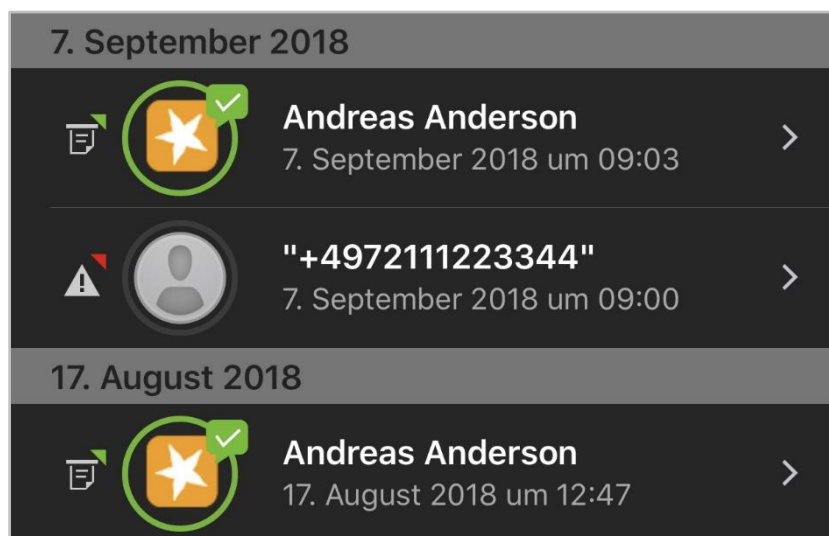 7. September 2018
Andreas Anderson
7. September 2018 um 09:03
"+4972111223344"
7. September 2018 um 09:00
17. August 2018
Andreas Anderson
17. August 2018 um 12:47